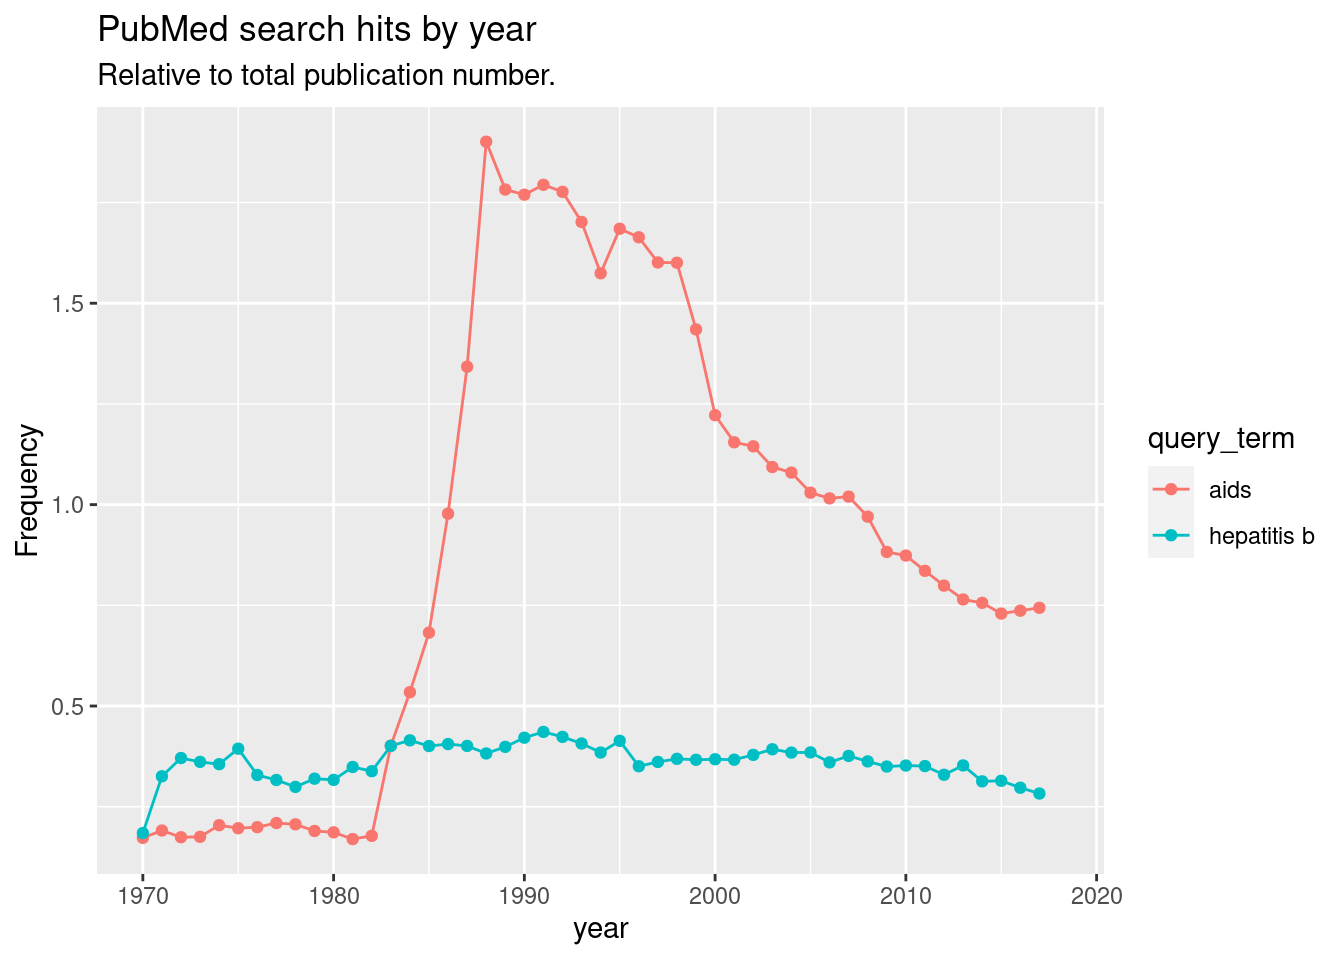 PubMed search hits by year
Relative to total publication number.
Frequency
1.5
1.0
0.5
1970 1980 1990 2000 2010 2020
year
query_term
aids
hepatitis b